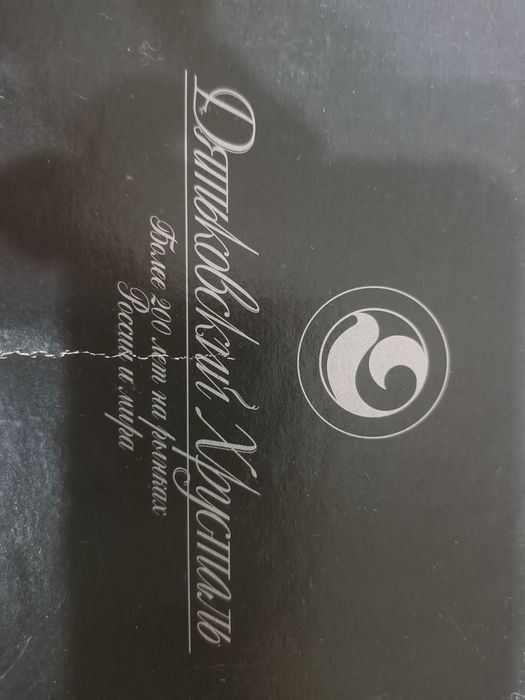 Дятьковский Хрусталь
Более 200 лет на рынках
России и мира